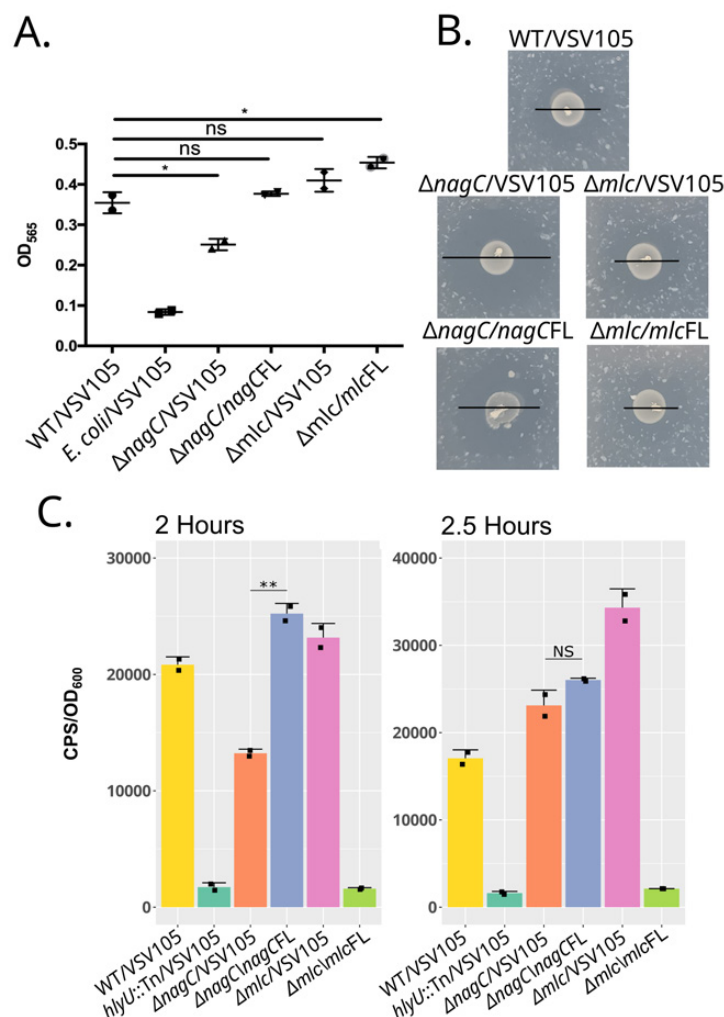 A.
*
ns
ns
*
0.5
0.4
0.3
0.2
0.1
0.0
OD565
WT/VSV105
E. coli/VSV105
ΔnagC/VSV105
ΔnagC/nagCFL
Δmlc/VSV105
Δmlc/mlcFL
B.
WT/VSV105
ΔnagC/VSV105
Δmlc/VSV105
ΔnagC/nagCFL
Δmlc/mlcFL
C.
2 Hours
30000
20000
10000
0
CPS/OD600
**
WT/VSV105
hlyU::Tn/VSV105
ΔnagC/VSV105
ΔnagC\nagCFL
Δmlc/VSV105
Δmlc\mlcFL
2.5 Hours
40000
30000
20000
10000
0
NS
WT/VSV105
hlyU::Tn/VSV105
ΔnagC/VSV105
ΔnagC\nagCFL
Δmlc/VSV105
Δmlc\mlcFL